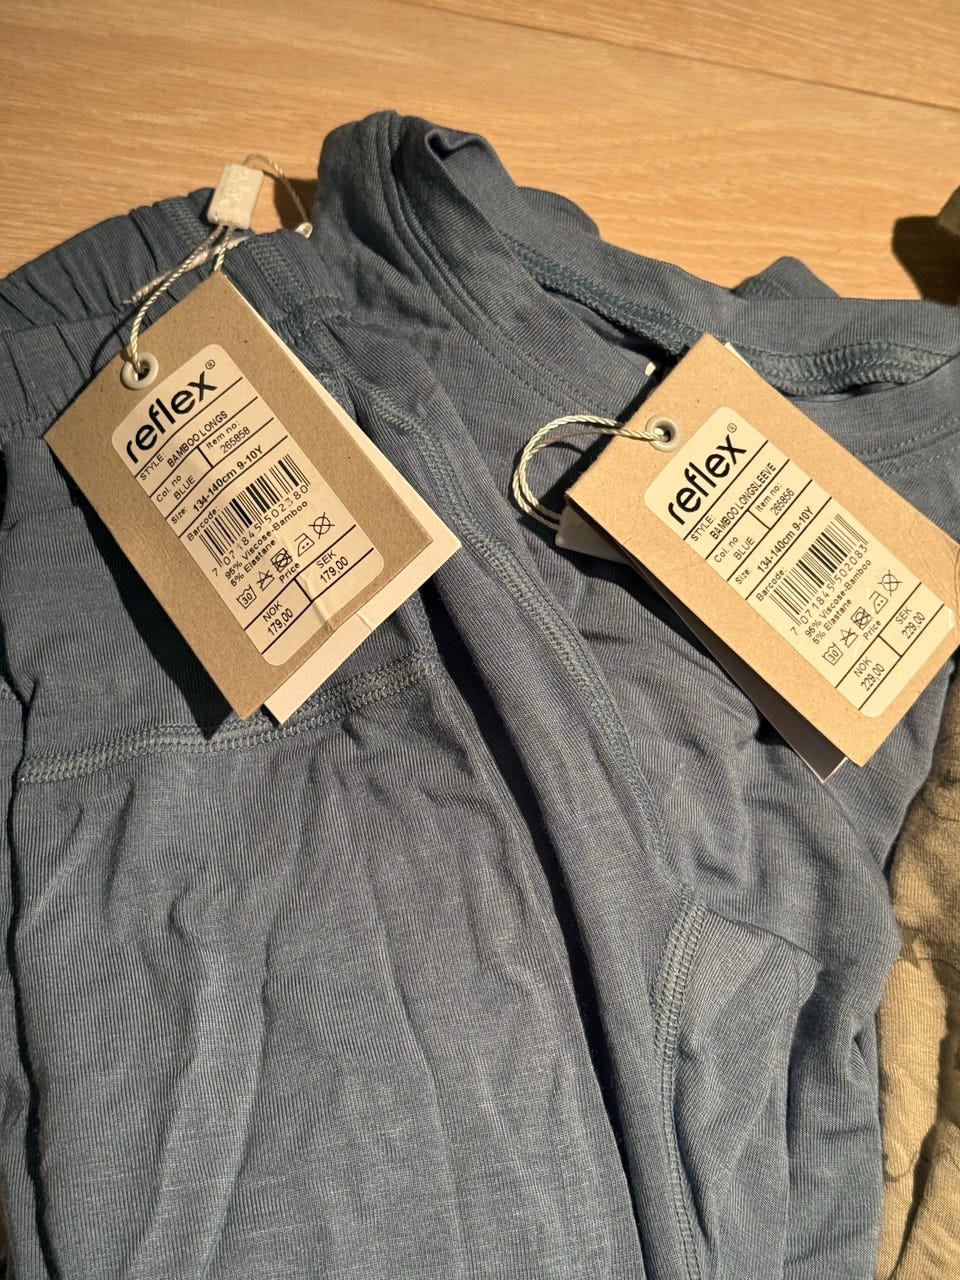 reflex®
STYLE:
BAMBOO LONGS
Col. no
BLUE
Item no:
265858
Size: 134-140cm 9-10Y
Barcode:
7 071845 502380
95% Viscose-Bamboo
5% Elastane
30
Price
NOK
179.00
SEK
179.00
reflex®
STYLE:
BAMBOO LONGSLEEVE
Col. no
BLUE
Item no:
265856
Size: 134-140cm 9-10Y
Barcode:
7 071845 502083
95% Viscose-Bamboo
5% Elastane
30
Price
NOK
229.00
SEK
229.00